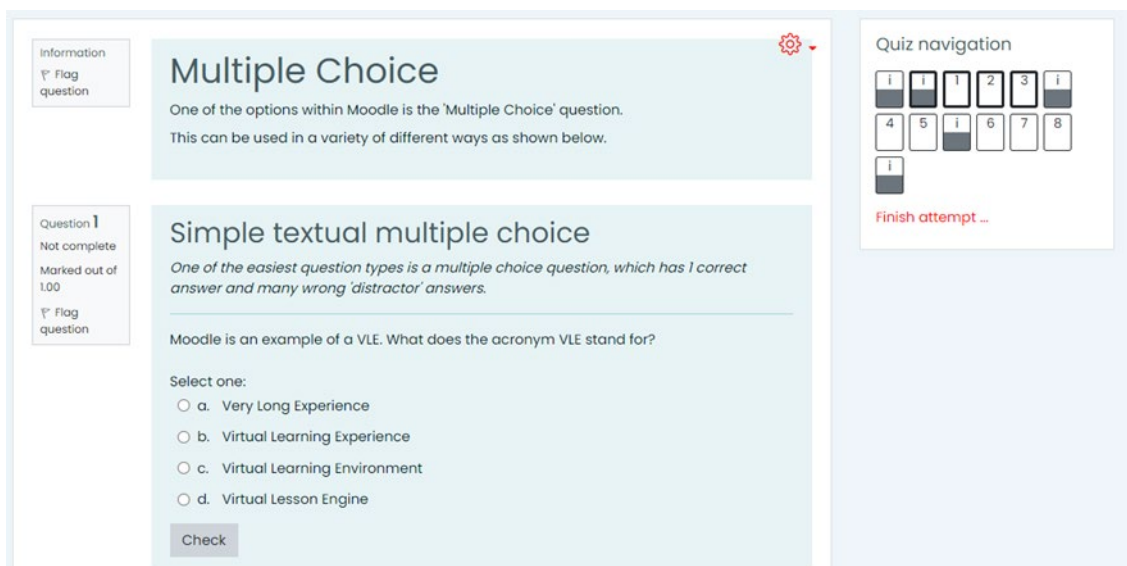 Information
Flag
question
Multiple Choice
One of the options within Moodle is the 'Multiple Choice' question.
This can be used in a variety of different ways as shown below.
Question 1
Not complete
Marked out of
1.00
Flag
question
Simple textual multiple choice
One of the easiest question types is a multiple choice question, which has 1 correct
answer and many wrong 'distractor' answers.
Moodle is an example of a VLE. What does the acronym VLE stand for?
Select one:
a. Very Long Experience
b. Virtual Learning Experience
c. Virtual Learning Environment
d. Virtual Lesson Engine
Check
Quiz navigation
i i 1 2 3 i
4 5 i 6 7 8
i
Finish attempt ...